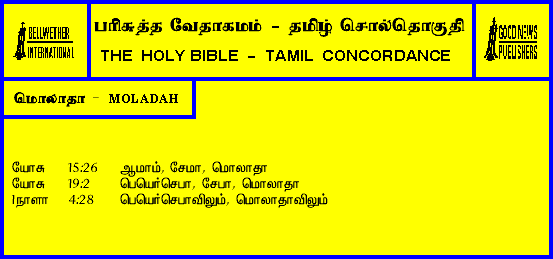 BELLWETHER
INTERNATIONAL
பரிசுத்த வேதாகமம் - தமிழ் சொல்தொகுதி
THE HOLY BIBLE - TAMIL CONCORDANCE
GOOD NEWS
PUBLISHERS
மொலாதா - MOLADAH
யோசு 15:26 ஆமாம், சேமா, மொலாதா
யோசு 19:2 பெயெர்செபா, சேபா, மொலாதா
1நாளா 4:28 பெயெர்செபாவிலும், மொலாதாவிலும்